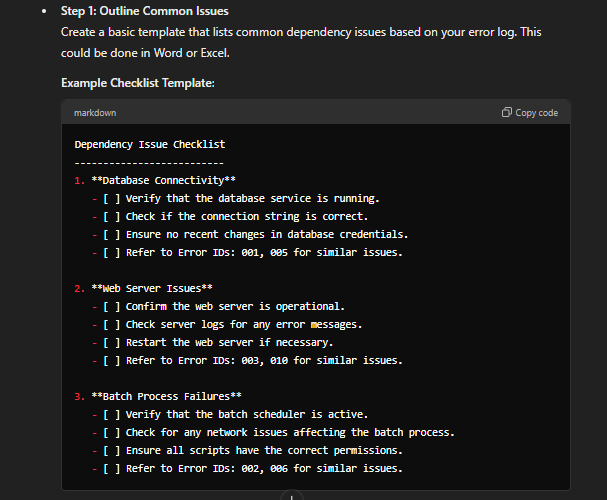 Step 1: Outline Common Issues
Create a basic template that lists common dependency issues based on your error log. This
could be done in Word or Excel.
Example Checklist Template:
markdown
Copy code
Dependency Issue Checklist
--------------------------
1. **Database Connectivity**
- [ ] Verify that the database service is running.
- [ ] Check if the connection string is correct.
- [ ] Ensure no recent changes in database credentials.
- [ ] Refer to Error IDs: 001, 005 for similar issues.
2. **Web Server Issues**
- [ ] Confirm the web server is operational.
- [ ] Check server logs for any error messages.
- [ ] Restart the web server if necessary.
- [ ] Refer to Error IDs: 003, 010 for similar issues.
3. **Batch Process Failures**
- [ ] Verify that the batch scheduler is active.
- [ ] Check for any network issues affecting the batch process.
- [ ] Ensure all scripts have the correct permissions.
- [ ] Refer to Error IDs: 002, 006 for similar issues.